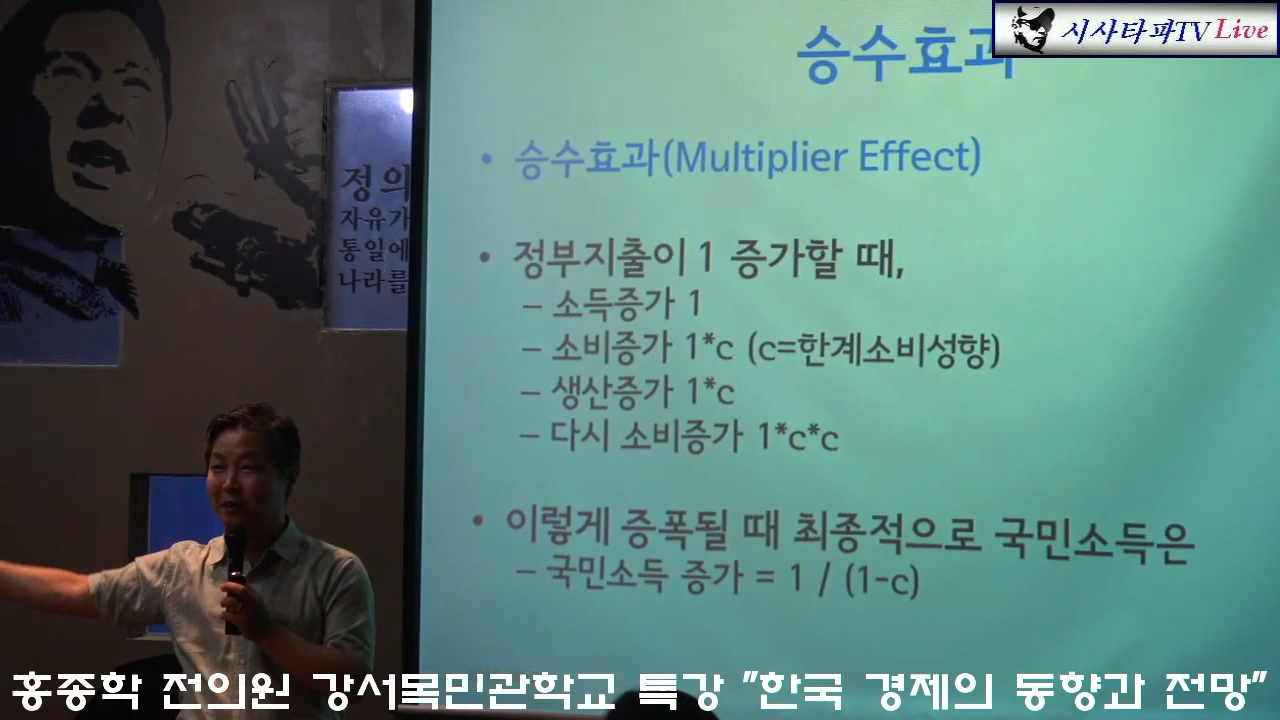 시사타파TV Live
승수효과
• 승수효과(Multiplier Effect)
정의
자유가
통일에
나라를
• 정부지출이 1 증가할 때,
– 소득증가 1
– 소비증가 1*c (c=한계소비성향)
– 생산증가 1*c
– 다시 소비증가 1*c*c
• 이렇게 증폭될 때 최종적으로 국민소득은
– 국민소득 증가 = 1 / (1-c)
홍종학 전의원 강서목민관학교 특강 "한국 경제의 동향과 전망"